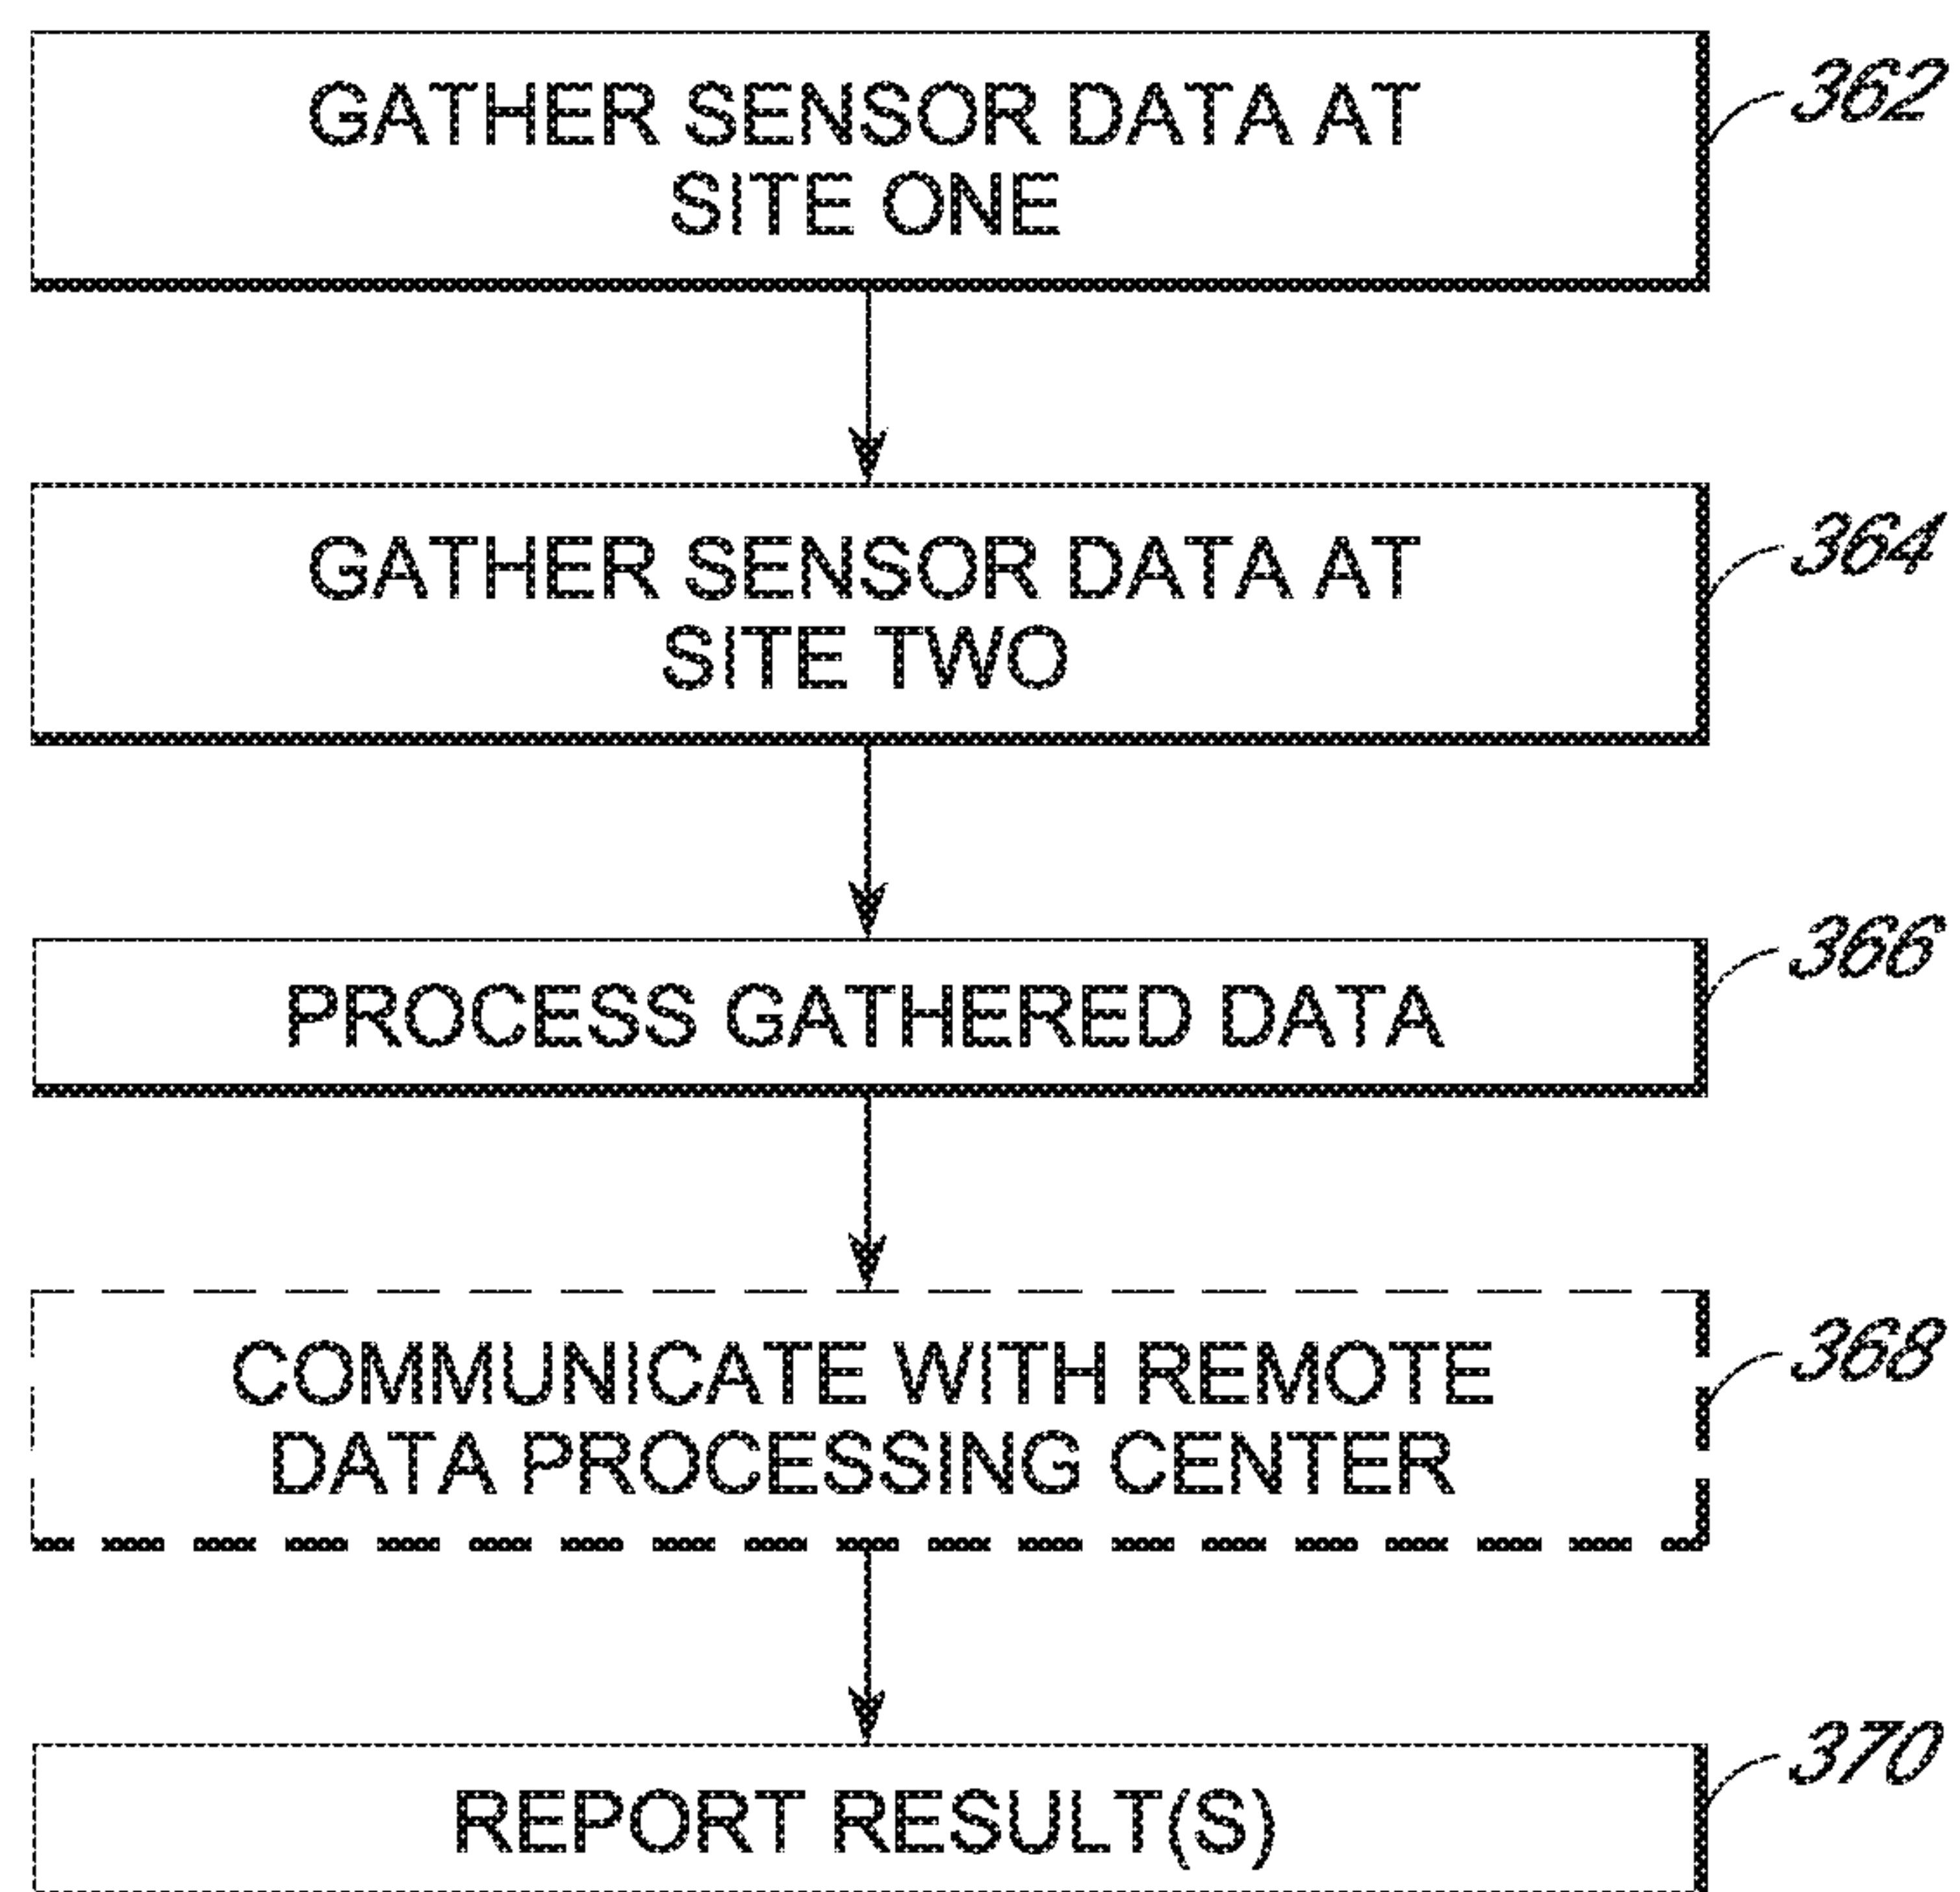 GATHER SENSOR DATA AT
SITE ONE
362
GATHER SENSOR DATA AT
SITE TWO
364
PROCESS GATHERED DATA
366
COMMUNICATE WITH REMOTE
DATA PROCESSING CENTER
368
REPORT RESULT(S)
370